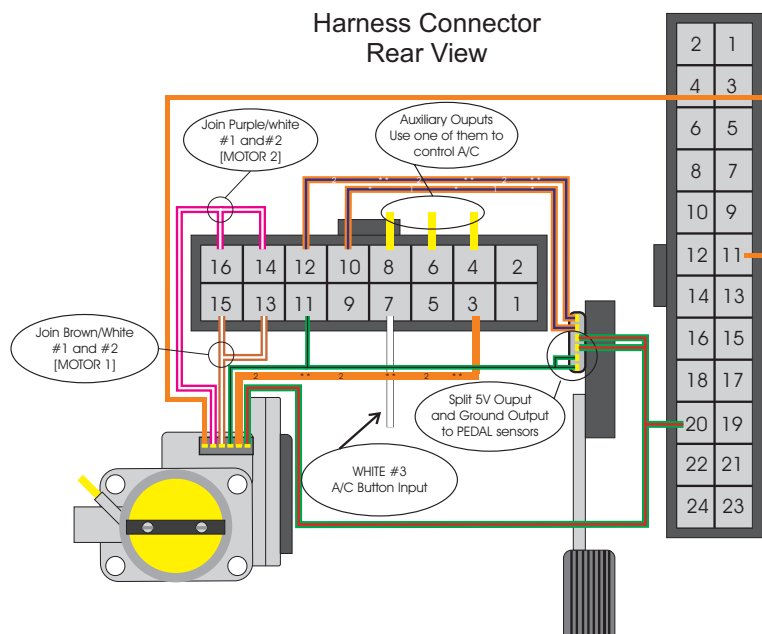 Harness Connector
Rear View
Join Purple/white
#1 and#2
[MOTOR 2]
Auxiliary Ouputs
Use one of them to
control A/C
2 1
4 3
6 5
8 7
10 9
12 11
14 13
16 15
18 17
20 19
22 21
24 23
16 14 12 10 8 6 4 2
15 13 11 9 7 5 3 1
Join Brown/White
#1 and #2
[MOTOR 1]
2 * * 2 * * 2 * *
Split 5V Ouput
and Ground Output
to PEDAL sensors
WHITE #3
A/C Button Input